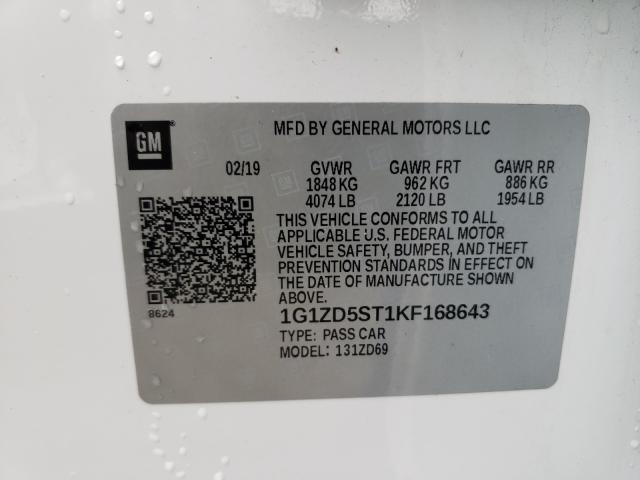 GM
MFD BY GENERAL MOTORS LLC
02/19 GVWR GAWR FRT GAWR RR
1848 KG 962 KG 886 KG
4074 LB 2120 LB 1954 LB
THIS VEHICLE CONFORMS TO ALL
APPLICABLE U.S. FEDERAL MOTOR
VEHICLE SAFETY, BUMPER, AND THEFT
PREVENTION STANDARDS IN EFFECT ON
THE DATE OF MANUFACTURE SHOWN
ABOVE.
8624
1G1ZD5ST1KF168643
TYPE: PASS CAR
MODEL: 131ZD69